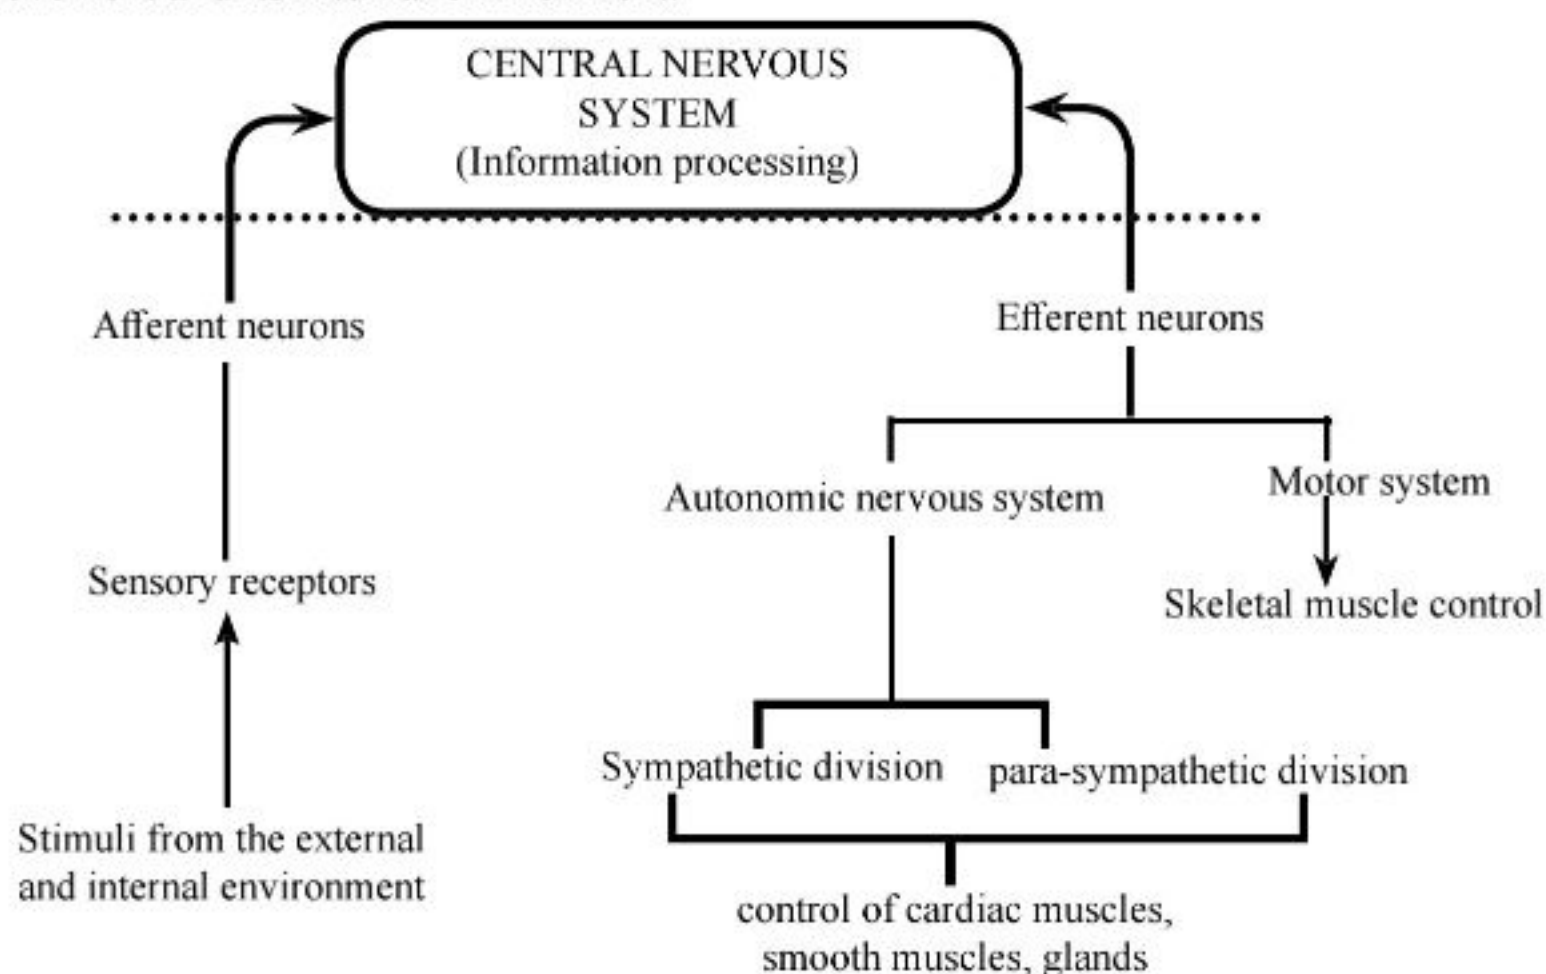 CENTRAL NERVOUS
SYSTEM
(Information processing)
Afferent neurons
Efferent neurons
Autonomic nervous system
Motor system
Sensory receptors
Skeletal muscle control
Sympathetic division
para-sympathetic division
Stimuli from the external
and internal environment
control of cardiac muscles,
smooth muscles, glands